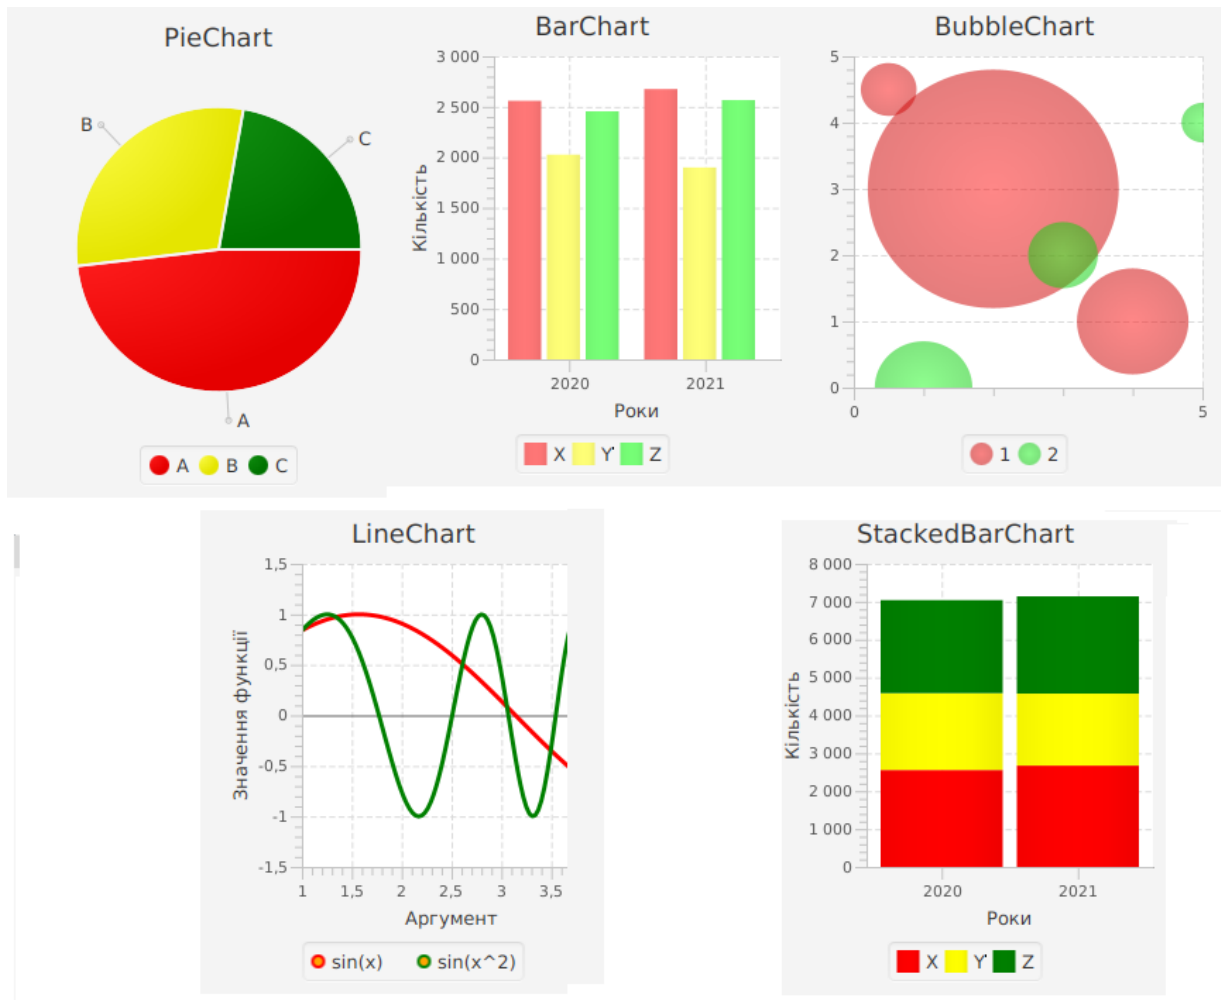 PieChart
B
C
A
A B C
BarChart
3 000
2 500
2 000
1 500
1 000
500
0
Кількість
2020 2021
Роки
X Y Z
BubbleChart
5
4
3
2
1
0
0 5
1 2
LineChart
1,5
1
0,5
0
-0,5
-1
-1,5
Значення функції
1 1,5 2 2,5 3 3,5
Аргумент
sin(x) sin(x^2)
StackedBarChart
8 000
7 000
6 000
5 000
4 000
3 000
2 000
1 000
0
Кількість
2020 2021
Роки
X Y Z